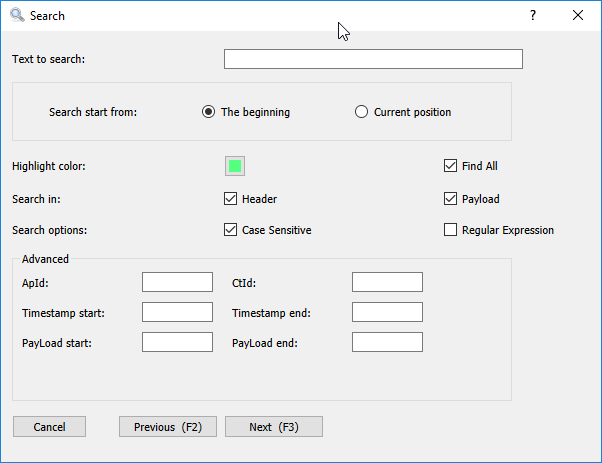 Search ?
Text to search:
Search start from: The beginning Current position
Highlight color: Find All
Search in: Header Payload
Search options: Case Sensitive Regular Expression
Advanced
ApId: CtId:
Timestamp start: Timestamp end:
PayLoad start: PayLoad end:
Cancel Previous (F2) Next (F3)